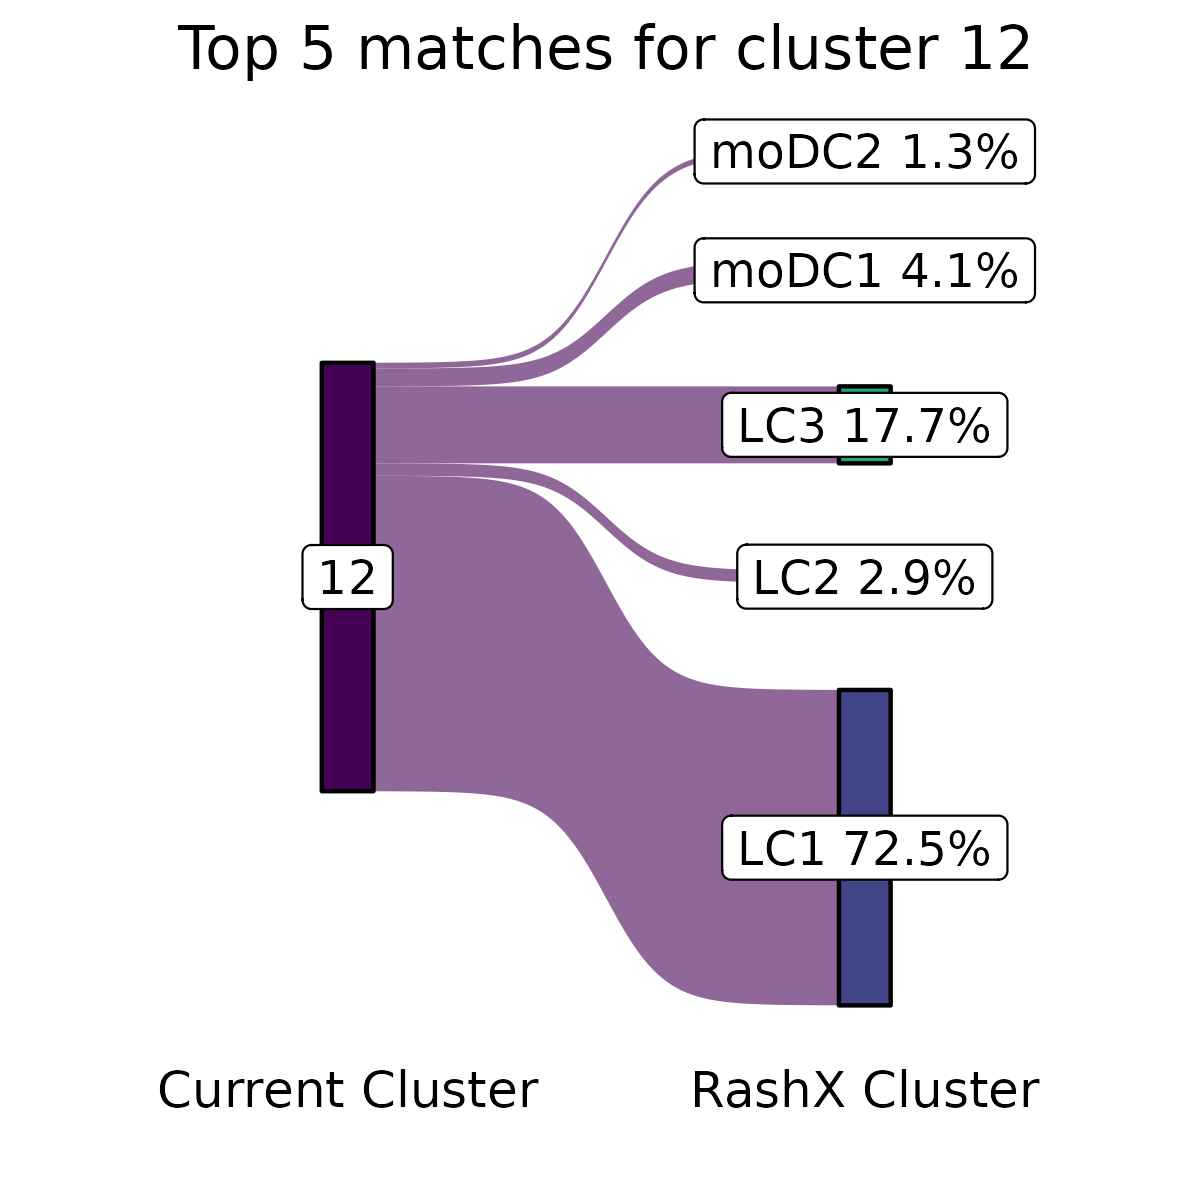 Top 5 matches for cluster 12
moDC2 1.3%
moDC1 4.1%
LC3 17.7%
12
LC2 2.9%
LC1 72.5%
Current Cluster
RashX Cluster